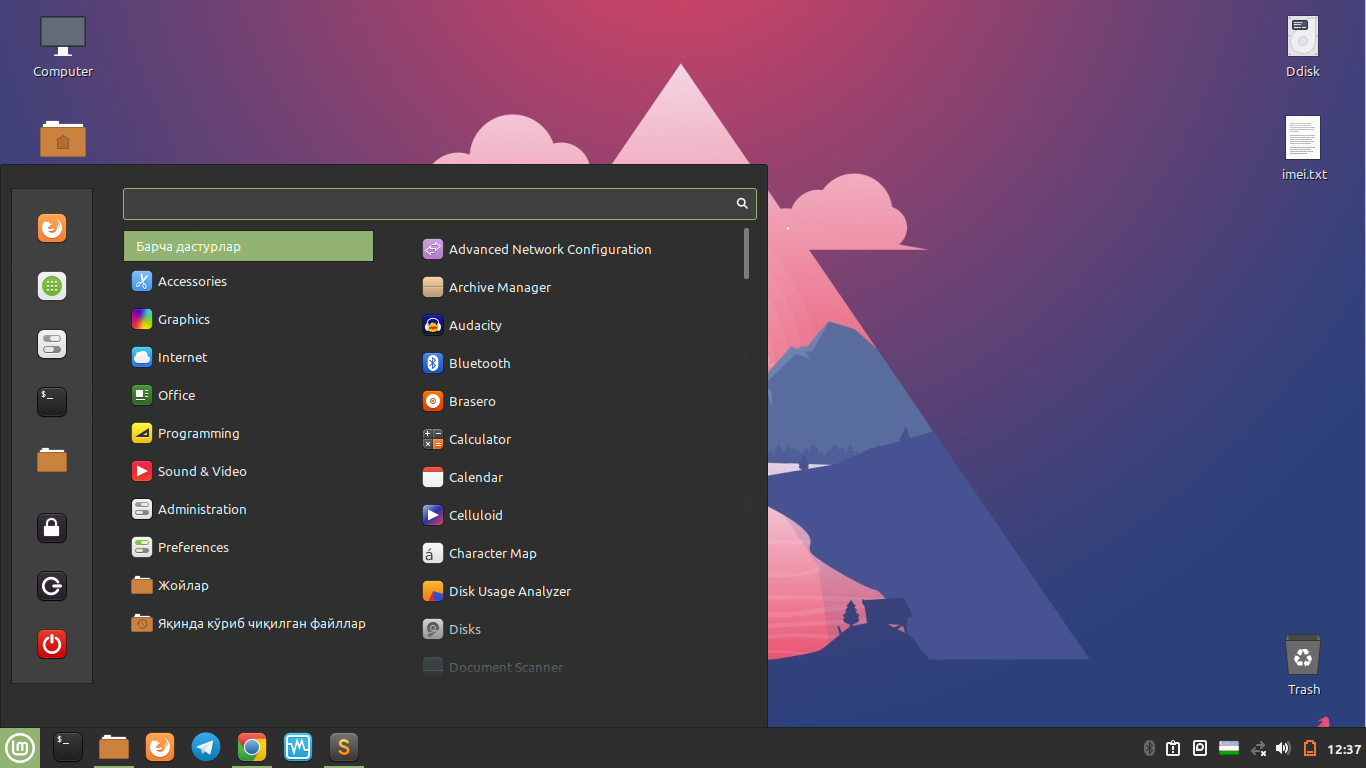 Computer
Ddisk
imei.txt
Барча дастурлар
Accessories
Graphics
Internet
Office
Programming
Sound & Video
Administration
Preferences
Жойлар
Яқинда кўриб чиқилган файллар
Advanced Network Configuration
Archive Manager
Audacity
Bluetooth
Brasero
Calculator
Calendar
Celluloid
Character Map
Disk Usage Analyzer
Disks
Document Scanner
Trash
12:37